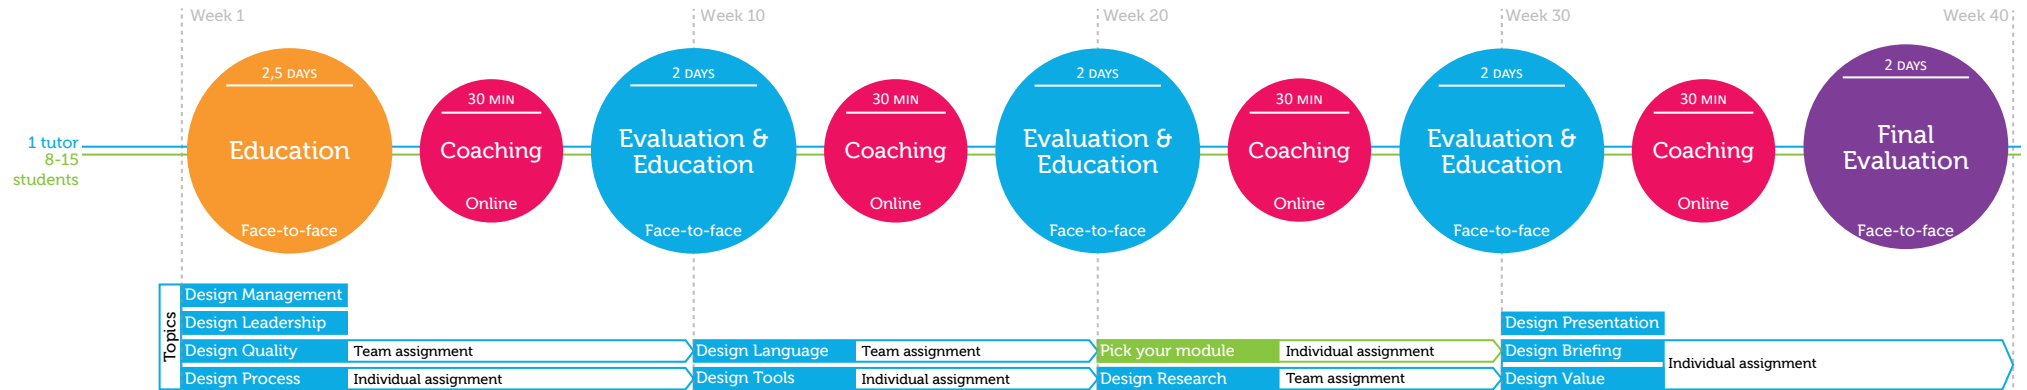 Week 1
Week 10
Week 20
Week 30
Week 40
1 tutor
8-15
students
2,5 DAYS
Education
Face-to-face
30 MIN
Coaching
Online
2 DAYS
Evaluation &
Education
Face-to-face
30 MIN
Coaching
Online
2 DAYS
Evaluation &
Education
Face-to-face
30 MIN
Coaching
Online
2 DAYS
Evaluation &
Education
Face-to-face
30 MIN
Coaching
Online
2 DAYS
Final
Evaluation
Face-to-face
Topics
Design Management
Design Leadership
Design Quality
Team assignment
Design Process
Individual assignment
Design Language
Team assignment
Design Tools
Individual assignment
Pick your module
Individual assignment
Design Research
Team assignment
Design Presentation
Design Briefing
Design Value
Individual assignment